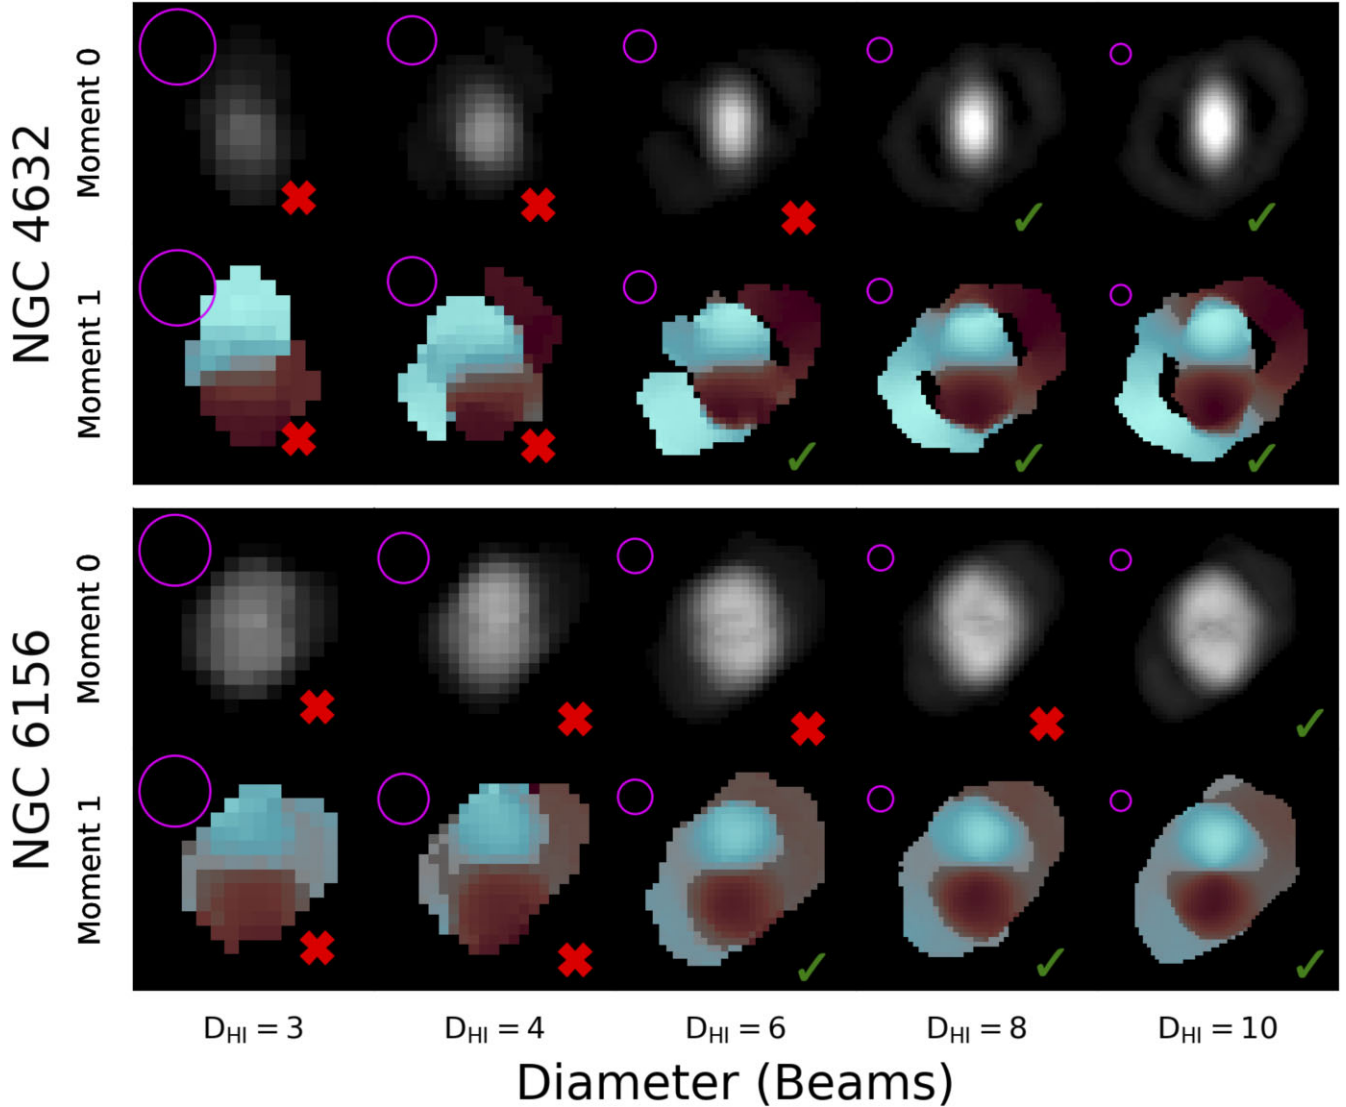 NGC 4632
Moment 0
Moment 1
NGC 6156
Moment 0
Moment 1
D_HI = 3
D_HI = 4
D_HI = 6
D_HI = 8
D_HI = 10
Diameter (Beams)